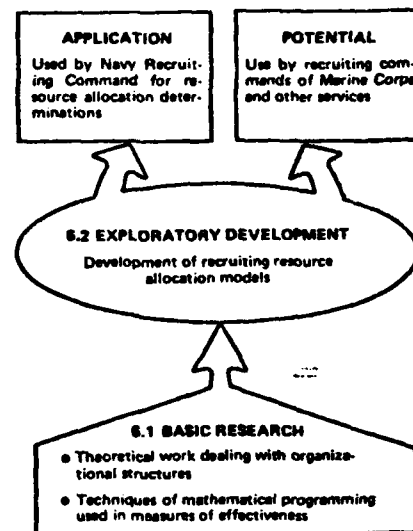 APPLICATION
Used by Navy Recruit-
ing Command for re-
source allocation deter-
minations
POTENTIAL
Use by recruiting com-
mands of Marine Corps
and other services
6.2 EXPLORATORY DEVELOPMENT
Development of recruiting resource
allocation models
6.1 BASIC RESEARCH
● Theoretical work dealing with organiza-
tional structures
● Techniques of mathematical programming
used in measures of effectiveness